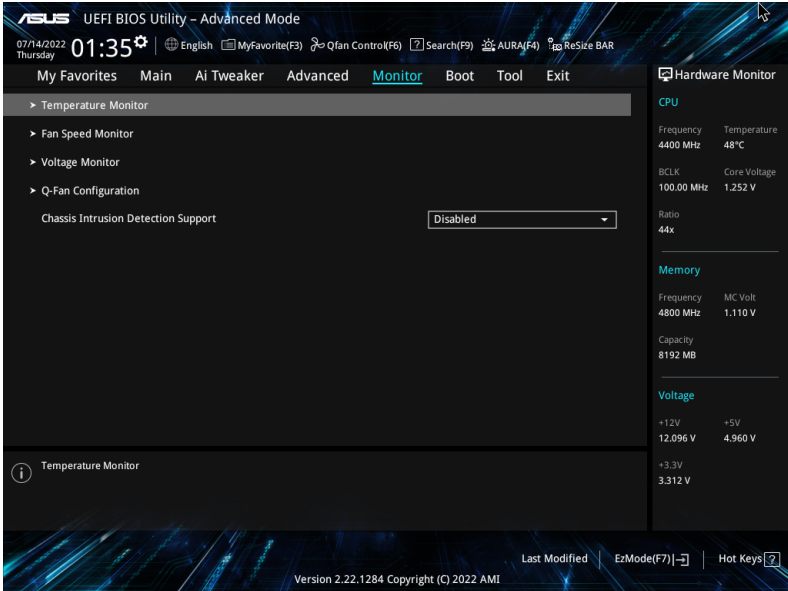 ASUS UEFI BIOS Utility – Advanced Mode
07/14/2022
Thursday
01:35
English MyFavorite(F3) Qfan Control(F6) ? Search(F9) AURA(F4) ReSize BAR
My Favorites Main Ai Tweaker Advanced Monitor Boot Tool Exit
Hardware Monitor
> Temperature Monitor
> Fan Speed Monitor
> Voltage Monitor
> Q-Fan Configuration
Chassis Intrusion Detection Support Disabled
CPU
Frequency Temperature
4400 MHz 48°C
BCLK Core Voltage
100.00 MHz 1.252 V
Ratio
44x
Memory
Frequency MC Volt
4800 MHz 1.110 V
Capacity
8192 MB
Voltage
+12V +5V
12.096 V 4.960 V
+3.3V
3.312 V
i Temperature Monitor
Last Modified EzMode(F7) Hot Keys ?
Version 2.22.1284 Copyright (C) 2022 AMI